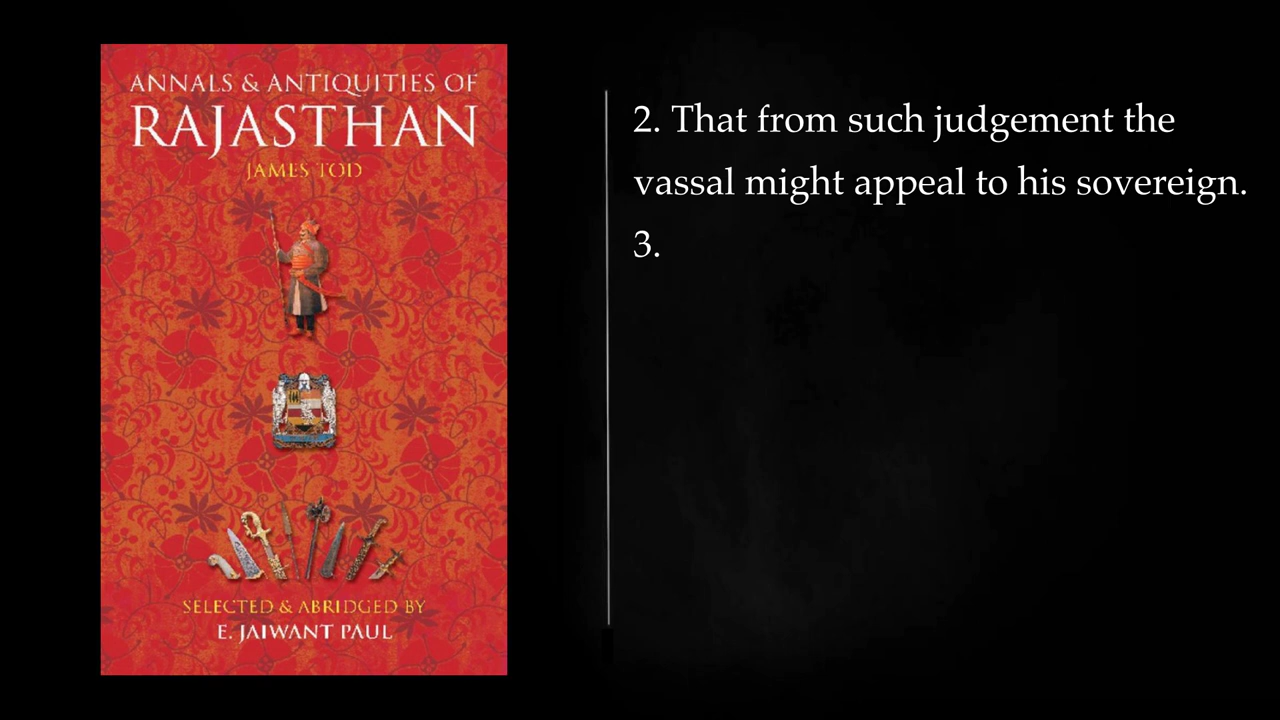 ANNALS & ANTIQUITIES OF
RAJASTHAN
JAMES TOD
SELECTED & ABRIDGED BY
E. JAIWANT PAUL
2. That from such judgement the
vassal might appeal to his sovereign.
3.